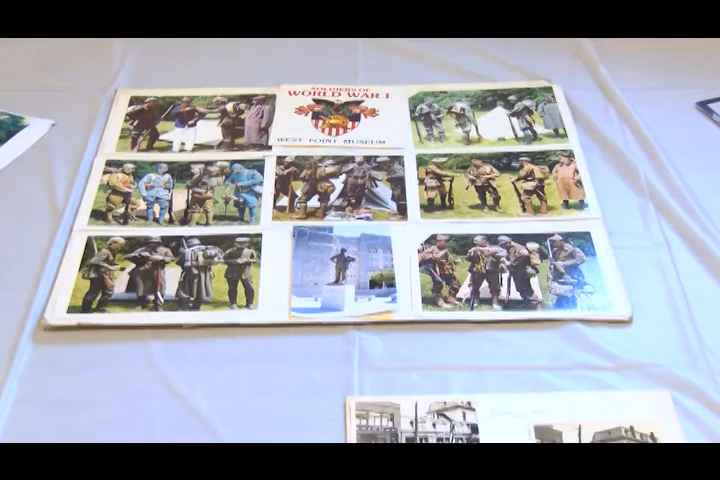 SOLDIERS OF
WORLD WAR I
WEST POINT MUSEUM